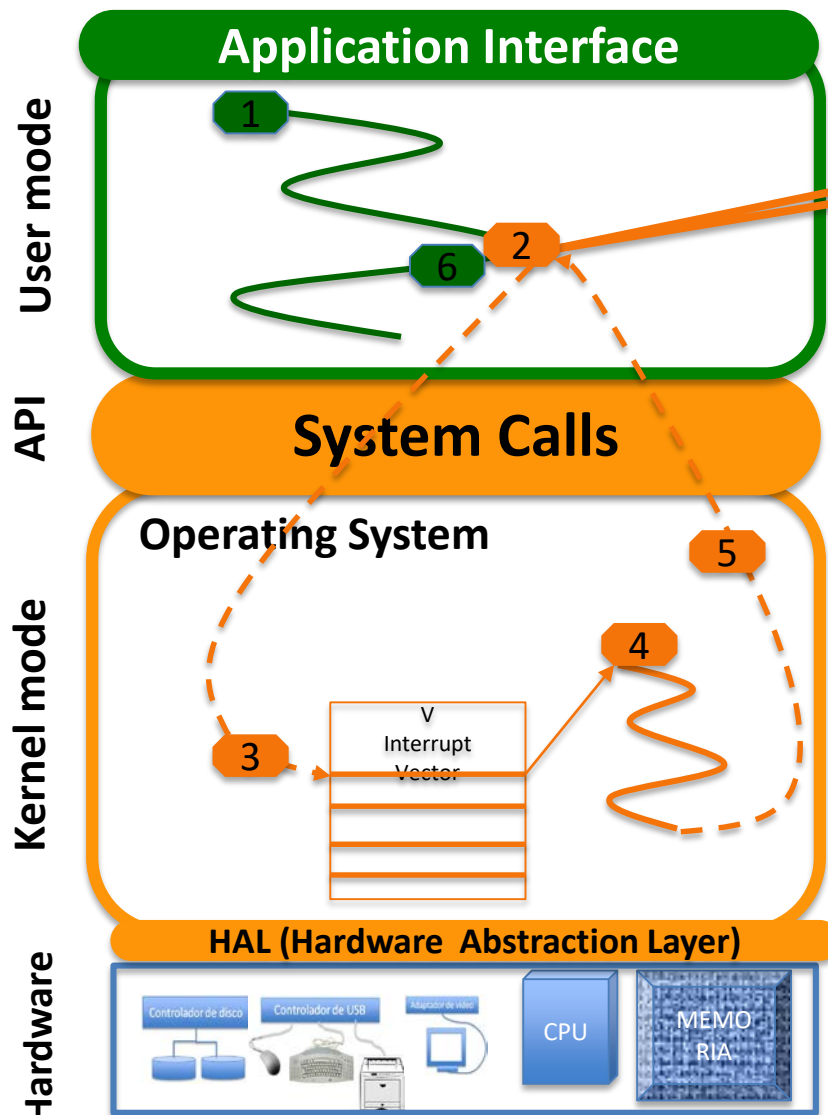 Application Interface
User mode
1
2
6
API
System Calls
Operating System
5
Kernel mode
4
3
V
Interrupt
Vector
HAL (Hardware Abstraction Layer)
Hardware
Controlador de disco
Controlador de USB
Adaptador de vídeo
CPU
MEMO
RIA